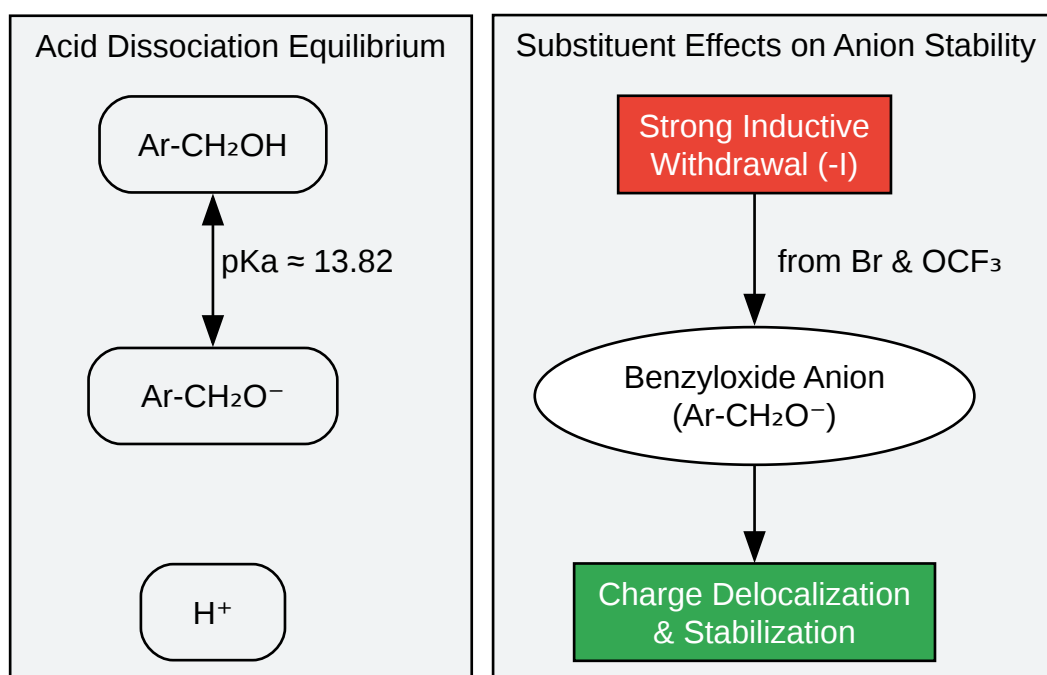 Acid Dissociation Equilibrium
Ar-CH₂OH
pKa ≈ 13.82
Ar-CH₂O⁻
H⁺
Substituent Effects on Anion Stability
Strong Inductive
Withdrawal (-I)
from Br & OCF₃
Benzyloxide Anion
(Ar-CH₂O⁻)
Charge Delocalization
& Stabilization